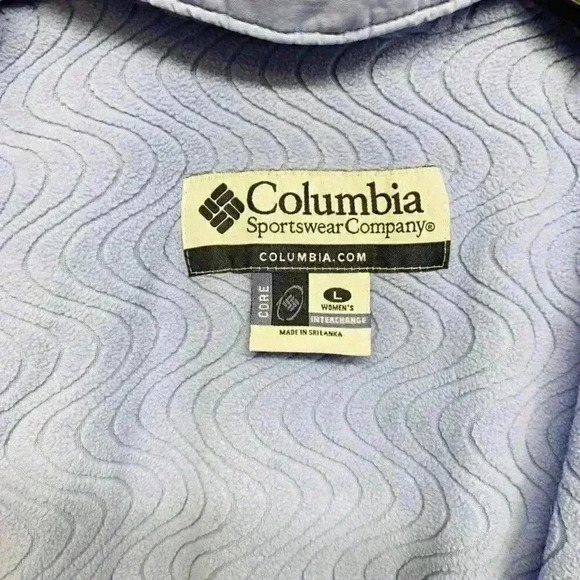 Columbia
Sportswear Company®
COLUMBIA.COM
CORE
L
WOMEN'S
INTERCHANGE
MADE IN SRI LANKA